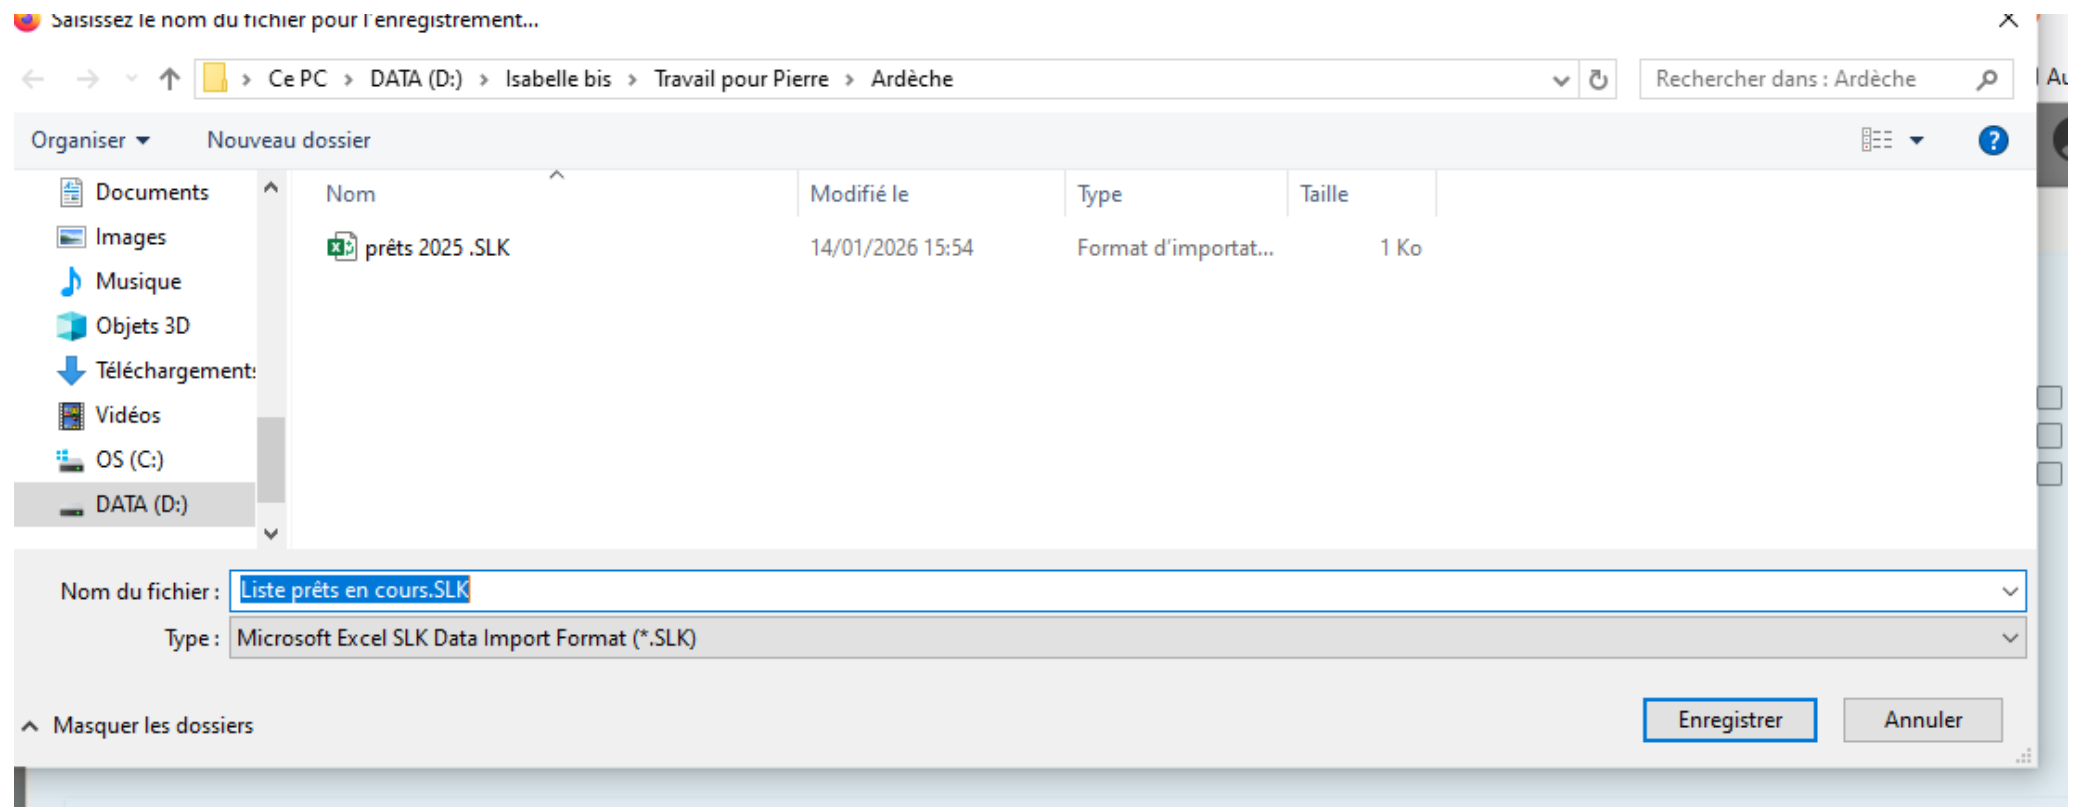 Saisissez le nom du fichier pour l'enregistrement...
Ce PC > DATA (D:) > Isabelle bis > Travail pour Pierre > Ardèche
Rechercher dans : Ardèche
Au
Organiser
Nouveau dossier
Documents
Images
Musique
Objets 3D
Téléchargements
Vidéos
OS (C:)
DATA (D:)
Nom Modifié le Type Taille
prêts 2025 .SLK 14/01/2026 15:54 Format d'importat... 1 Ko
Nom du fichier : Liste prêts en cours.SLK
Type : Microsoft Excel SLK Data Import Format (*.SLK)
Masquer les dossiers
Enregistrer
Annuler